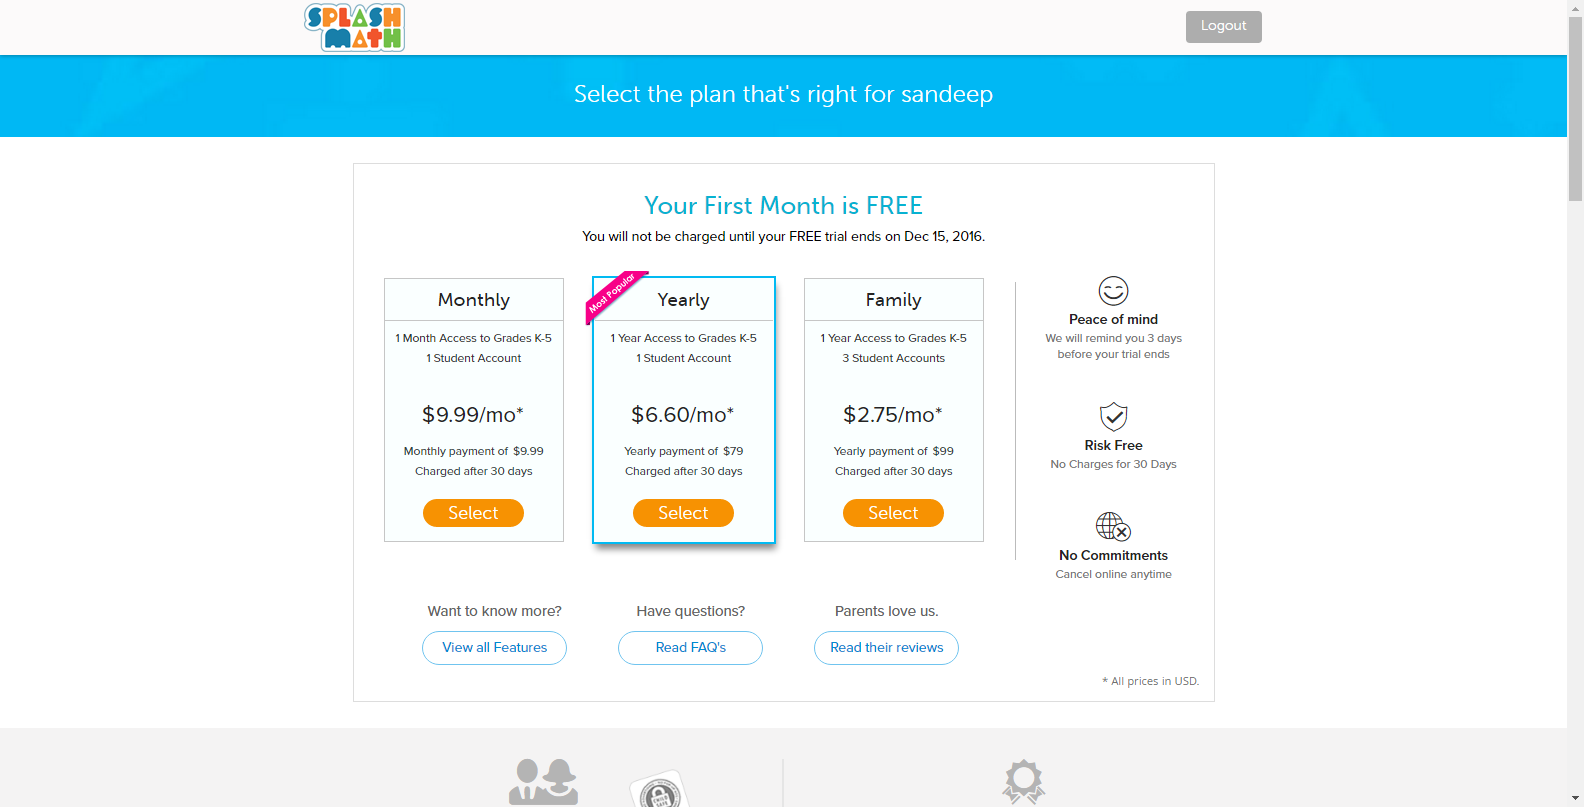 SPLASH
MATH
Logout
Select the plan that's right for sandeep
Your First Month is FREE
You will not be charged until your FREE trial ends on Dec 15, 2016.
Monthly
1 Month Access to Grades K-5
1 Student Account
$9.99/mo*
Monthly payment of $9.99
Charged after 30 days
Select
Most Popular
Yearly
1 Year Access to Grades K-5
1 Student Account
$6.60/mo*
Yearly payment of $79
Charged after 30 days
Select
Family
1 Year Access to Grades K-5
3 Student Accounts
$2.75/mo*
Yearly payment of $99
Charged after 30 days
Select
Peace of mind
We will remind you 3 days
before your trial ends
Risk Free
No Charges for 30 Days
No Commitments
Cancel online anytime
Want to know more?
View all Features
Have questions?
Read FAQ's
Parents love us.
Read their reviews
* All prices in USD.